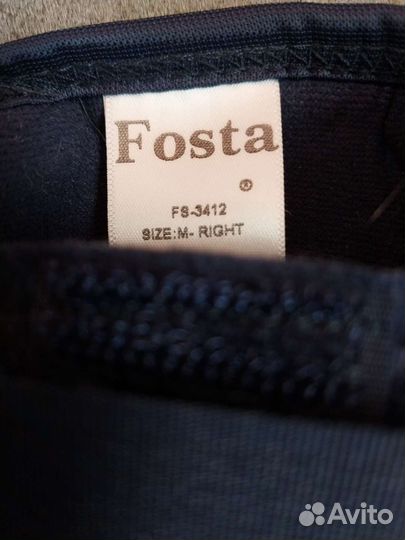 Fosta
®
FS-3412
SIZE:M- RIGHT
Avito